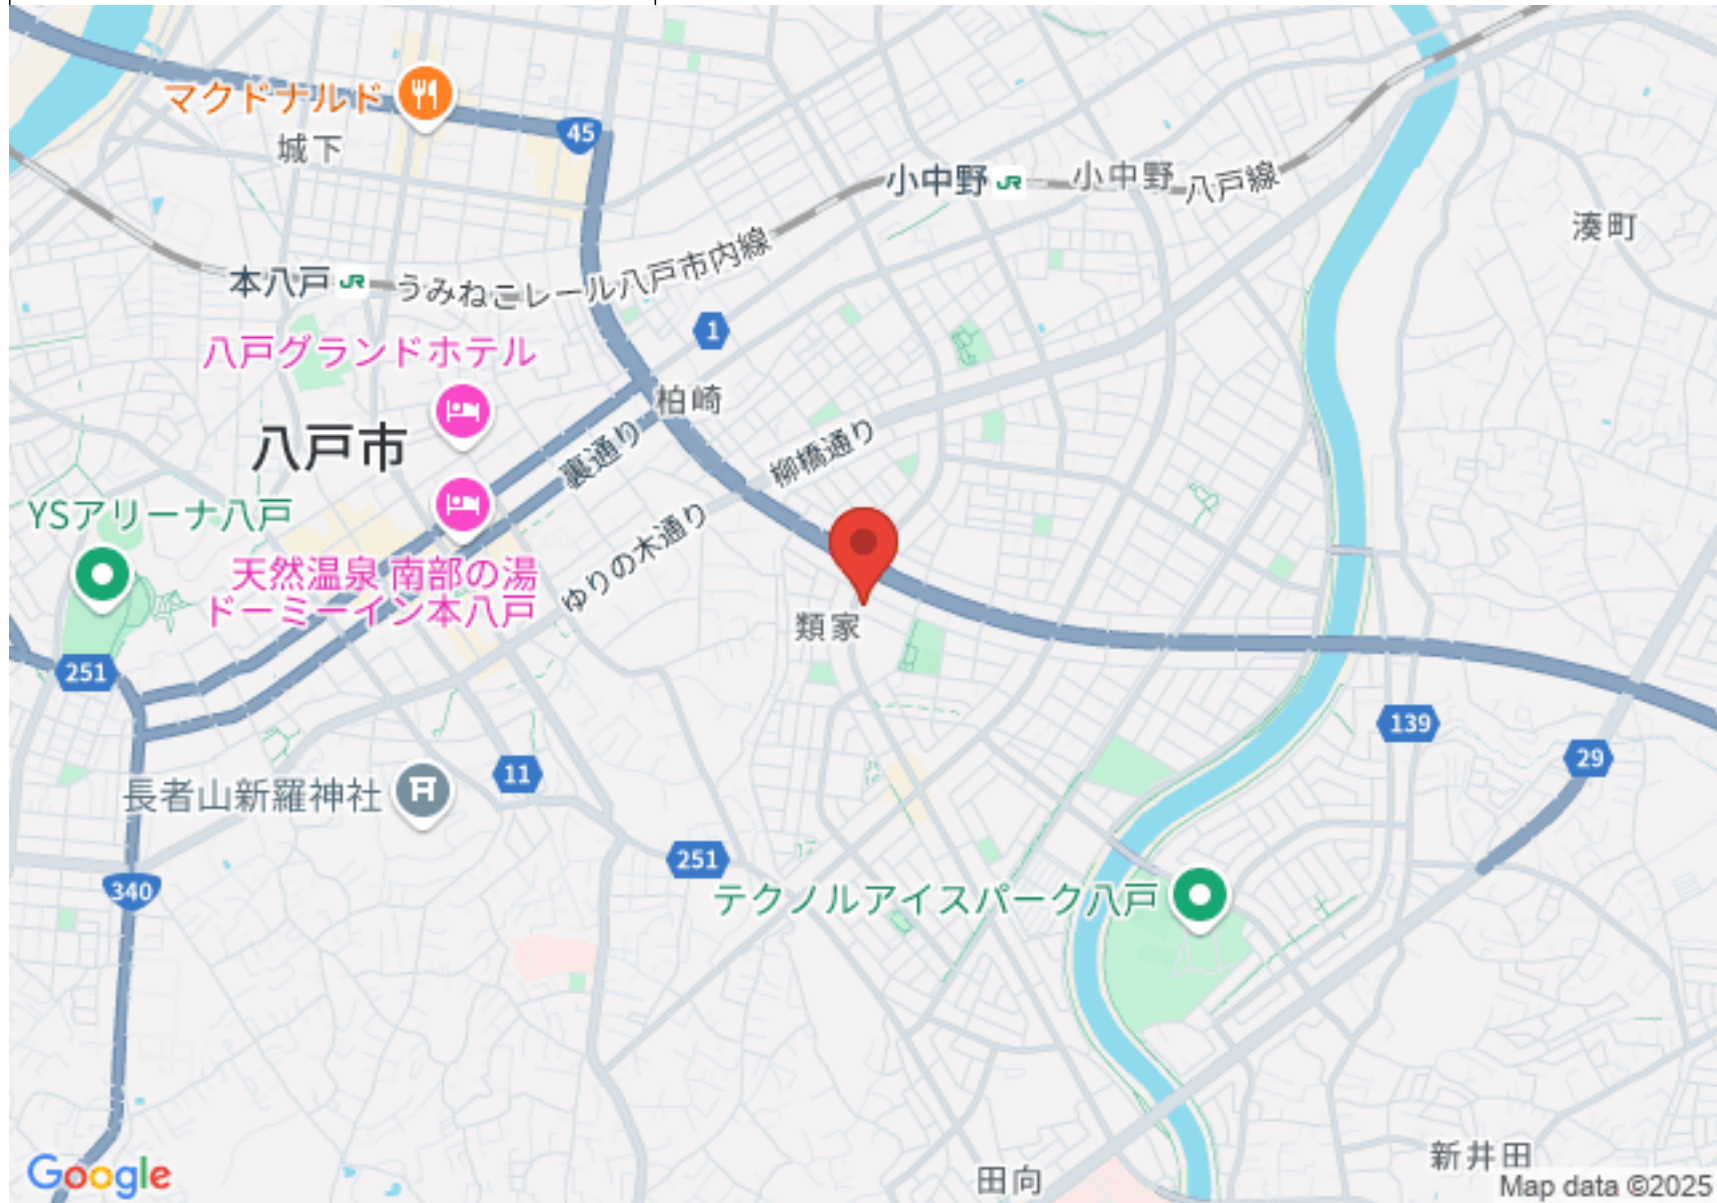 マクドナルド
城下
45
小中野
小中野
八戸線
湊町
本八戸
うみねこレール八戸市内線
1
八戸グランドホテル
柏崎
八戸市
裏通り
柳橋通り
YSアリーナ八戸
天然温泉 南部の湯
ドーミーイン本八戸
ゆりの木通り
類家
251
139
29
11
長者山新羅神社
251
340
テクノルアイスパーク八戸
新井田
田向
Google
Map data ©2025